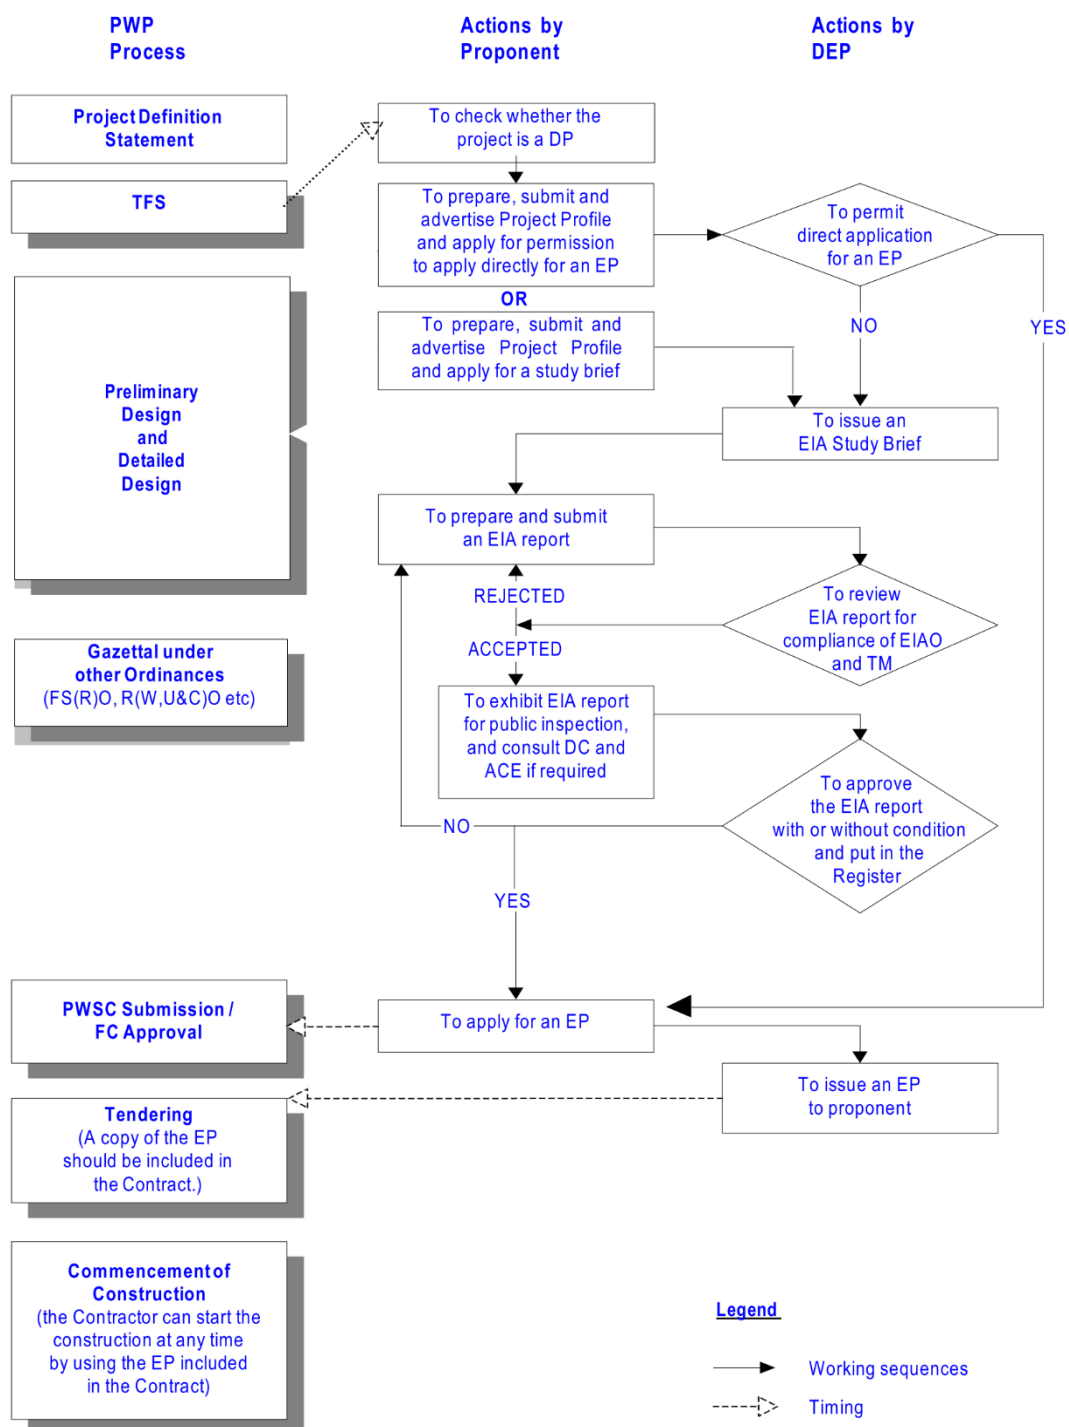 PWP
Process
Actions by
Proponent
Actions by
DEP
Project Definition
Statement
TFS
Preliminary
Design
and
Detailed
Design
Gazettal under
other Ordinances
(FS(R)O, R(W,U&C)O etc)
PWSC Submission /
FC Approval
Tendering
(A copy of the EP
should be included in
the Contract.)
Commencement of
Construction
(the Contractor can start the
construction at any time
by using the EP included
in the Contract)
To check whether the
project is a DP
To prepare, submit and
advertise Project Profile
and apply for permission
to apply directly for an EP
OR
To prepare, submit and
advertise Project Profile
and apply for a study brief
To permit
direct application
for an EP
NO
YES
To issue an
EIA Study Brief
To prepare and submit
an EIA report
REJECTED
ACCEPTED
To review
EIA report for
compliance of EIAO
and TM
To exhibit EIA report
for public inspection,
and consult DC and
ACE if required
To approve
the EIA report
with or without condition
and put in the
Register
NO
YES
To apply for an EP
To issue an EP
to proponent
Legend
Working sequences
Timing